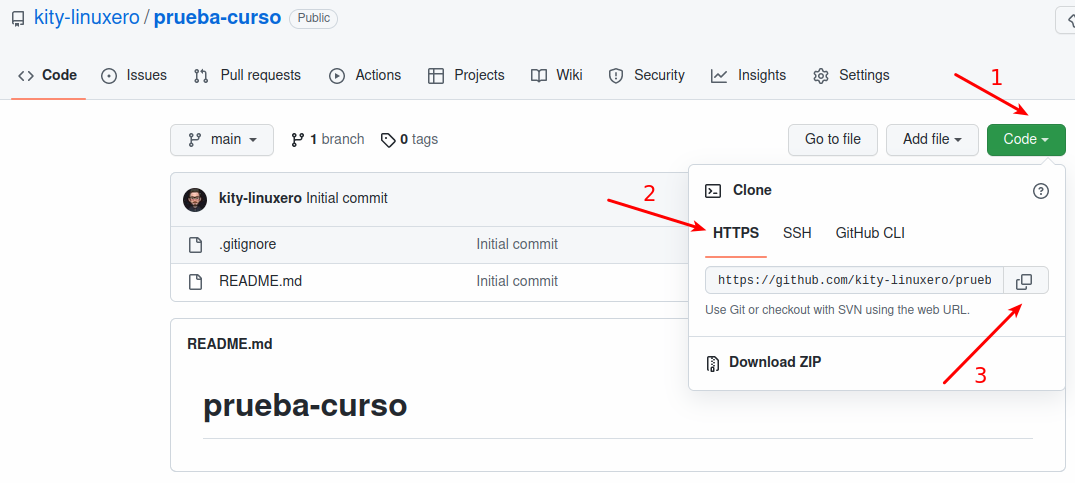 kity-linuxero / prueba-curso Public
Code Issues Pull requests Actions Projects Wiki Security Insights Settings
1
main 1 branch 0 tags Go to file Add file Code
kity-linuxero Initial commit
.gitignore Initial commit
README.md Initial commit
Clone
2
HTTPS SSH GitHub CLI
https://github.com/kity-linuxero/prueb
Use Git or checkout with SVN using the web URL.
Download ZIP
3
README.md
prueba-curso